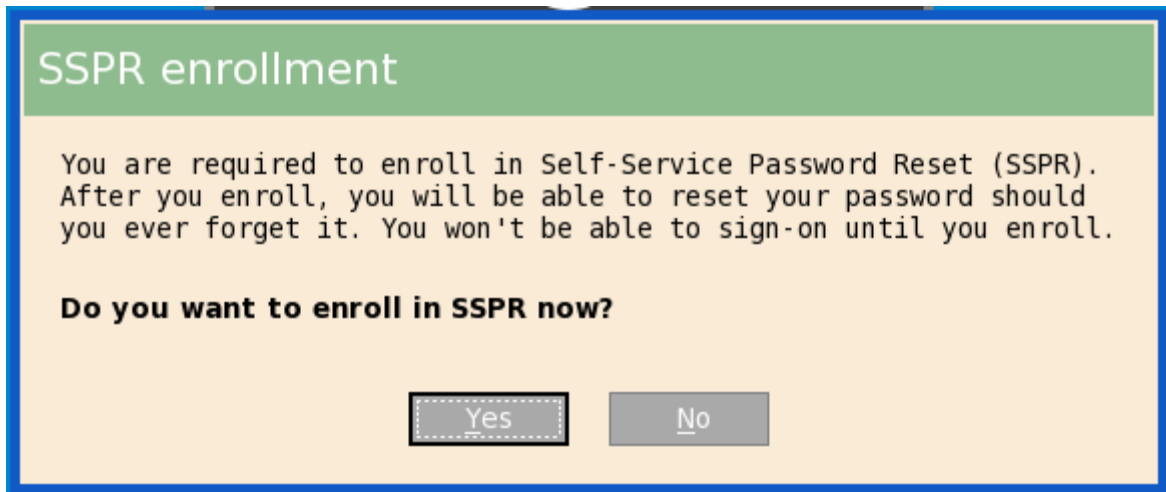 SSPR enrollment
You are required to enroll in Self-Service Password Reset (SSPR).
After you enroll, you will be able to reset your password should
you ever forget it. You won't be able to sign-on until you enroll.
Do you want to enroll in SSPR now?
Yes No